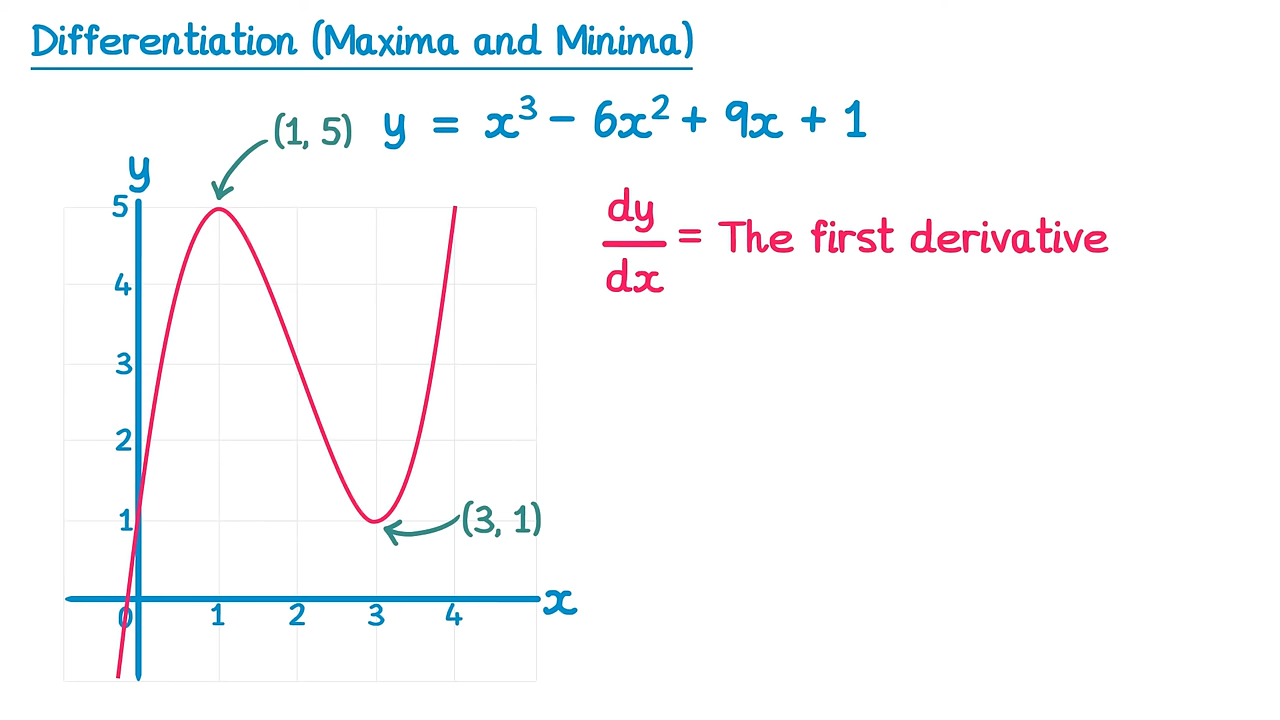 Differentiation (Maxima and Minima)
(1, 5)
y = x³ − 6x² + 9x + 1
y
dy
dx
= The first derivative
5
4
3
2
1
(3, 1)
0 1 2 3 4
x